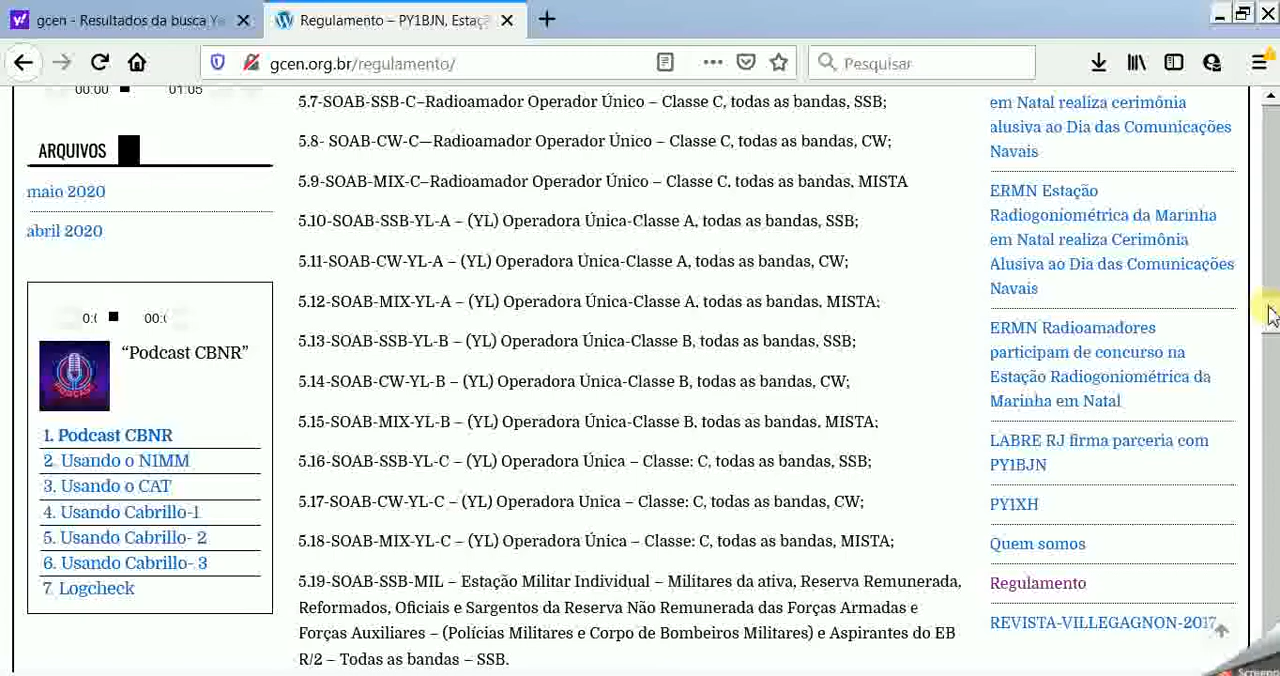 gcen - Resultados da busca Ya
Regulamento – PY1BJN, Estaç
gcen.org.br/regulamento/
Pesquisar
00:00
01:05
ARQUIVOS
maio 2020
abril 2020
0:(
00:(
“Podcast CBNR”
1. Podcast CBNR
2. Usando o N1MM
3. Usando o CAT
4. Usando Cabrillo-1
5. Usando Cabrillo- 2
6. Usando Cabrillo- 3
7. Logcheck
5.7-SOAB-SSB-C–Radioamador Operador Único – Classe C, todas as bandas, SSB;
5.8- SOAB-CW-C—Radioamador Operador Único – Classe C, todas as bandas, CW;
5.9-SOAB-MIX-C–Radioamador Operador Único – Classe C. todas as bandas, MISTA
5.10-SOAB-SSB-YL-A – (YL) Operadora Única-Classe A, todas as bandas, SSB;
5.11-SOAB-CW-YL-A – (YL) Operadora Única-Classe A, todas as bandas, CW;
5.12-SOAB-MIX-YL-A – (YL) Operadora Única-Classe A, todas as bandas, MISTA;
5.13-SOAB-SSB-YL-B – (YL) Operadora Única-Classe B, todas as bandas, SSB;
5.14-SOAB-CW-YL-B – (YL) Operadora Única-Classe B, todas as bandas, CW;
5.15-SOAB-MIX-YL-B – (YL) Operadora Única-Classe B, todas as bandas, MISTA;
5.16-SOAB-SSB-YL-C – (YL) Operadora Única – Classe: C, todas as bandas, SSB;
5.17-SOAB-CW-YL-C – (YL) Operadora Unica – Classe: C, todas as bandas, CW;
5.18-SOAB-MIX-YL-C – (YL) Operadora Única – Classe: C, todas as bandas, MISTA;
5.19-SOAB-SSB-MIL – Estação Militar Individual – Militares da ativa, Reserva Remunerada,
Reformados, Oficiais e Sargentos da Reserva Não Remunerada das Forças Armadas e
Forças Auxiliares – (Polícias Militares e Corpo de Bombeiros Militares) e Aspirantes do EB
R/2 – Todas as bandas – SSB.
em Natal realiza cerimônia
alusiva ao Dia das Comunicações
Navais
ERMN Estação
Radiogoniométrica da Marinha
em Natal realiza Cerimônia
Alusiva ao Dia das Comunicações
Navais
ERMN Radioamadores
participam de concurso na
Estação Radiogoniométrica da
Marinha em Natal
LABRE RJ firma parceria com
PY1BJN
PY1XH
Quem somos
Regulamento
REVISTA-VILLEGAGNON-2017